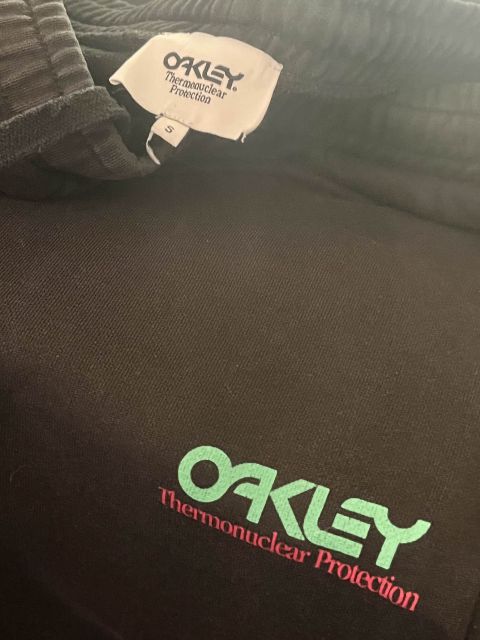 OAKLEY®
Thermonuclear
Protection
S
OAKLEY
Thermonuclear Protection